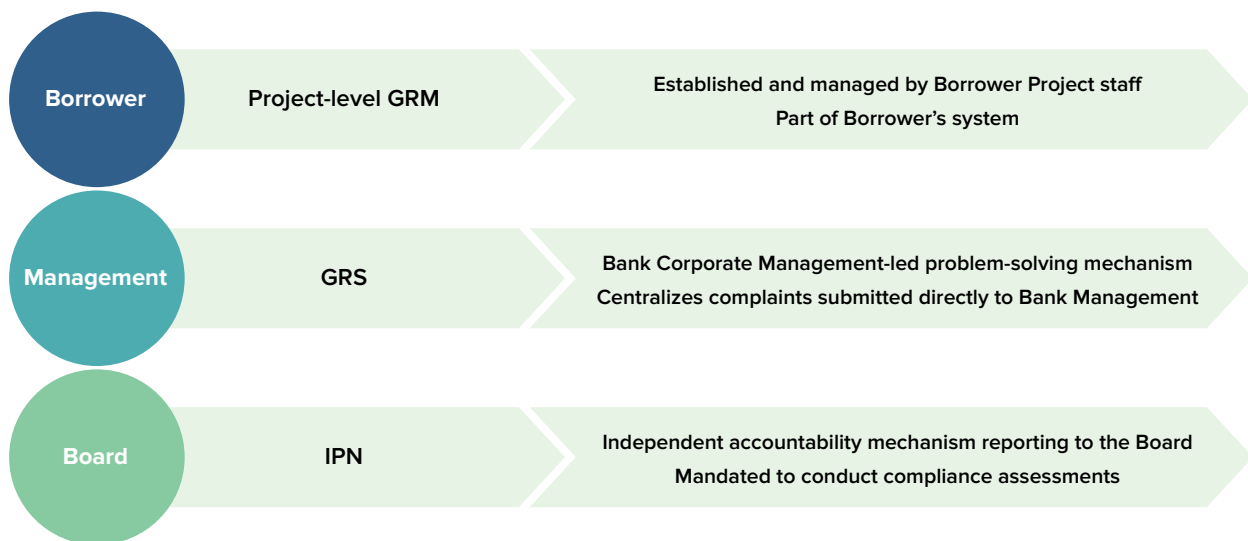 Borrower
Project-level GRM
Established and managed by Borrower Project staff
Part of Borrower’s system
Management
GRS
Bank Corporate Management-led problem-solving mechanism
Centralizes complaints submitted directly to Bank Management
Board
IPN
Independent accountability mechanism reporting to the Board
Mandated to conduct compliance assessments